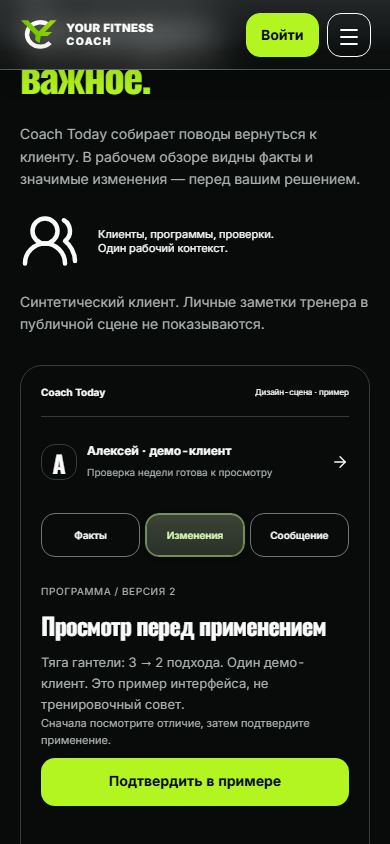 YOUR FITNESS
COACH
Войти
важное.
Coach Today собирает поводы вернуться к
клиенту. В рабочем обзоре видны факты и
значимые изменения — перед вашим решением.
Клиенты, программы, проверки.
Один рабочий контекст.
Синтетический клиент. Личные заметки тренера в
публичной сцене не показываются.
Coach Today
Дизайн-сцена · пример
А
Алексей · демо-клиент
Проверка недели готова к просмотру
Факты
Изменения
Сообщение
ПРОГРАММА / ВЕРСИЯ 2
Просмотр перед применением
Тяга гантели: 3 → 2 подхода. Один демо-
клиент. Это пример интерфейса, не
тренировочный совет.
Сначала посмотрите отличие, затем подтвердите
применение.
Подтвердить в примере